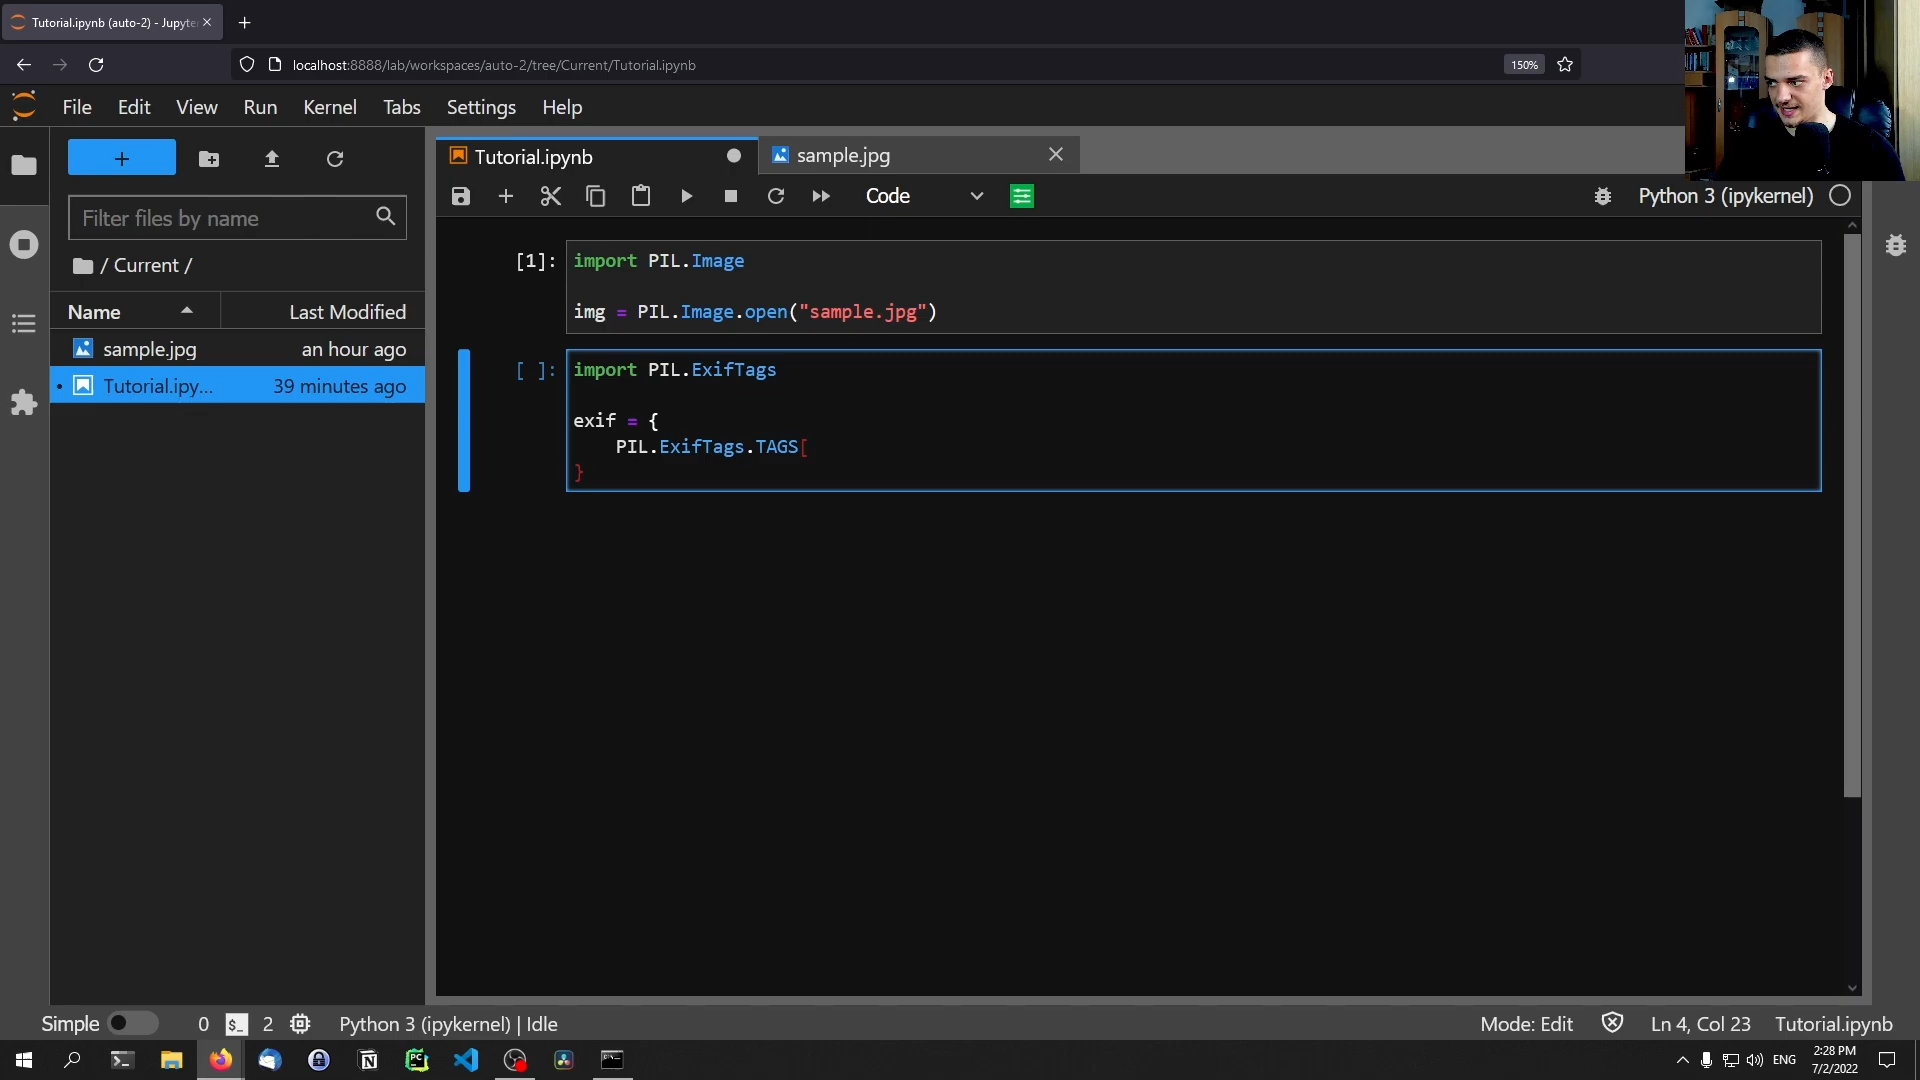 Tutorial.ipynb (auto-2) - Jupyte
localhost:8888/lab/workspaces/auto-2/tree/Current/Tutorial.ipynb
150%
File Edit View Run Kernel Tabs Settings Help
Filter files by name
/ Current /
Name Last Modified
sample.jpg an hour ago
Tutorial.ipy... 39 minutes ago
Tutorial.ipynb sample.jpg
Code
Python 3 (ipykernel)
[1]: import PIL.Image
img = PIL.Image.open("sample.jpg")
[ ]: import PIL.ExifTags
exif = {
PIL.ExifTags.TAGS[
}
Simple 0 $_ 2 Python 3 (ipykernel) | Idle
Mode: Edit Ln 4, Col 23 Tutorial.ipynb
PC
ENG
2:28 PM
7/2/2022